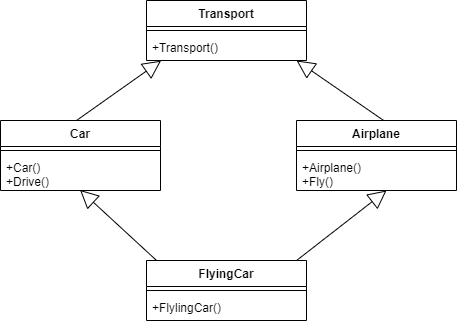 Transport
+Transport()
Car
+Car()
+Drive()
Airplane
+Airplane()
+Fly()
FlyingCar
+FlylingCar()